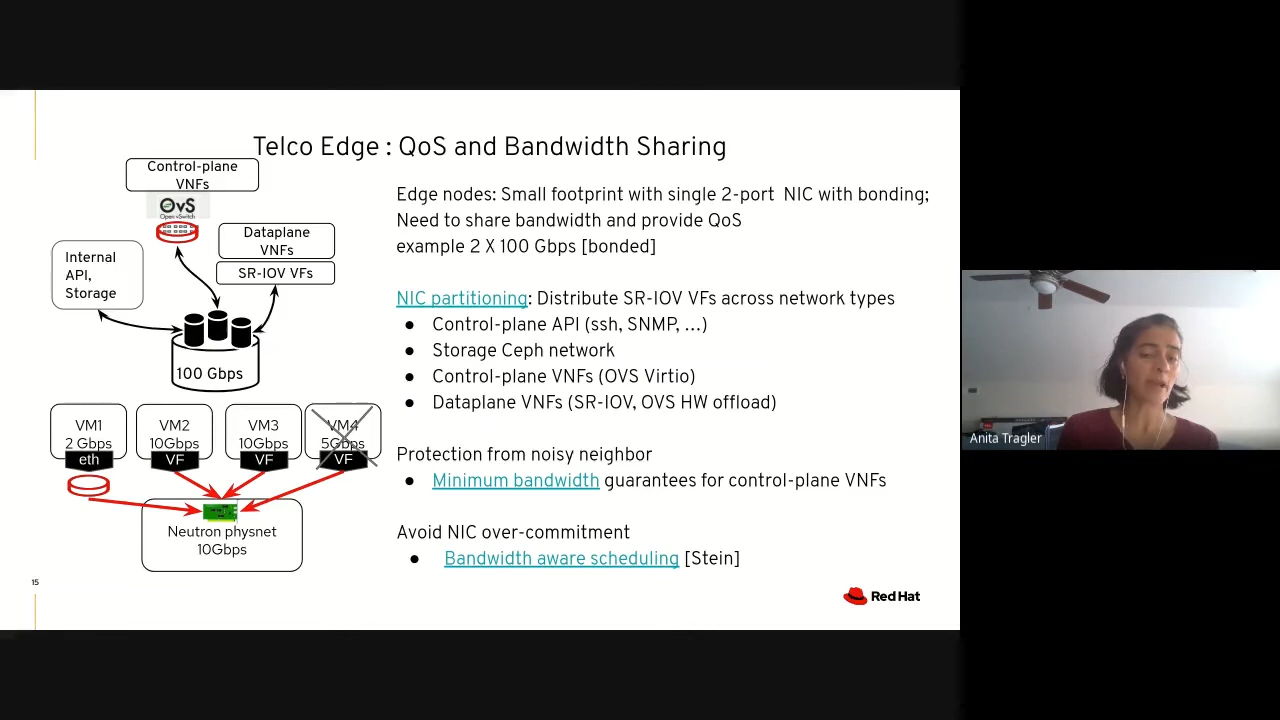 Telco Edge : QoS and Bandwidth Sharing
Control-plane
VNFs
OvS
Open vSwitch
Dataplane
VNFs
SR-IOV VFs
Internal
API,
Storage
100 Gbps
VM1
2 Gbps
eth
VM2
10Gbps
VF
VM3
10Gbps
VF
VM4
5Gbps
VF
Neutron physnet
10Gbps
Edge nodes: Small footprint with single 2-port NIC with bonding;
Need to share bandwidth and provide QoS
example 2 X 100 Gbps [bonded]
NIC partitioning: Distribute SR-IOV VFs across network types
● Control-plane API (ssh, SNMP, ...)
● Storage Ceph network
● Control-plane VNFs (OVS Virtio)
● Dataplane VNFs (SR-IOV, OVS HW offload)
Protection from noisy neighbor
● Minimum bandwidth guarantees for control-plane VNFs
Avoid NIC over-commitment
● Bandwidth aware scheduling [Stein]
15
Red Hat
Anita Tragler